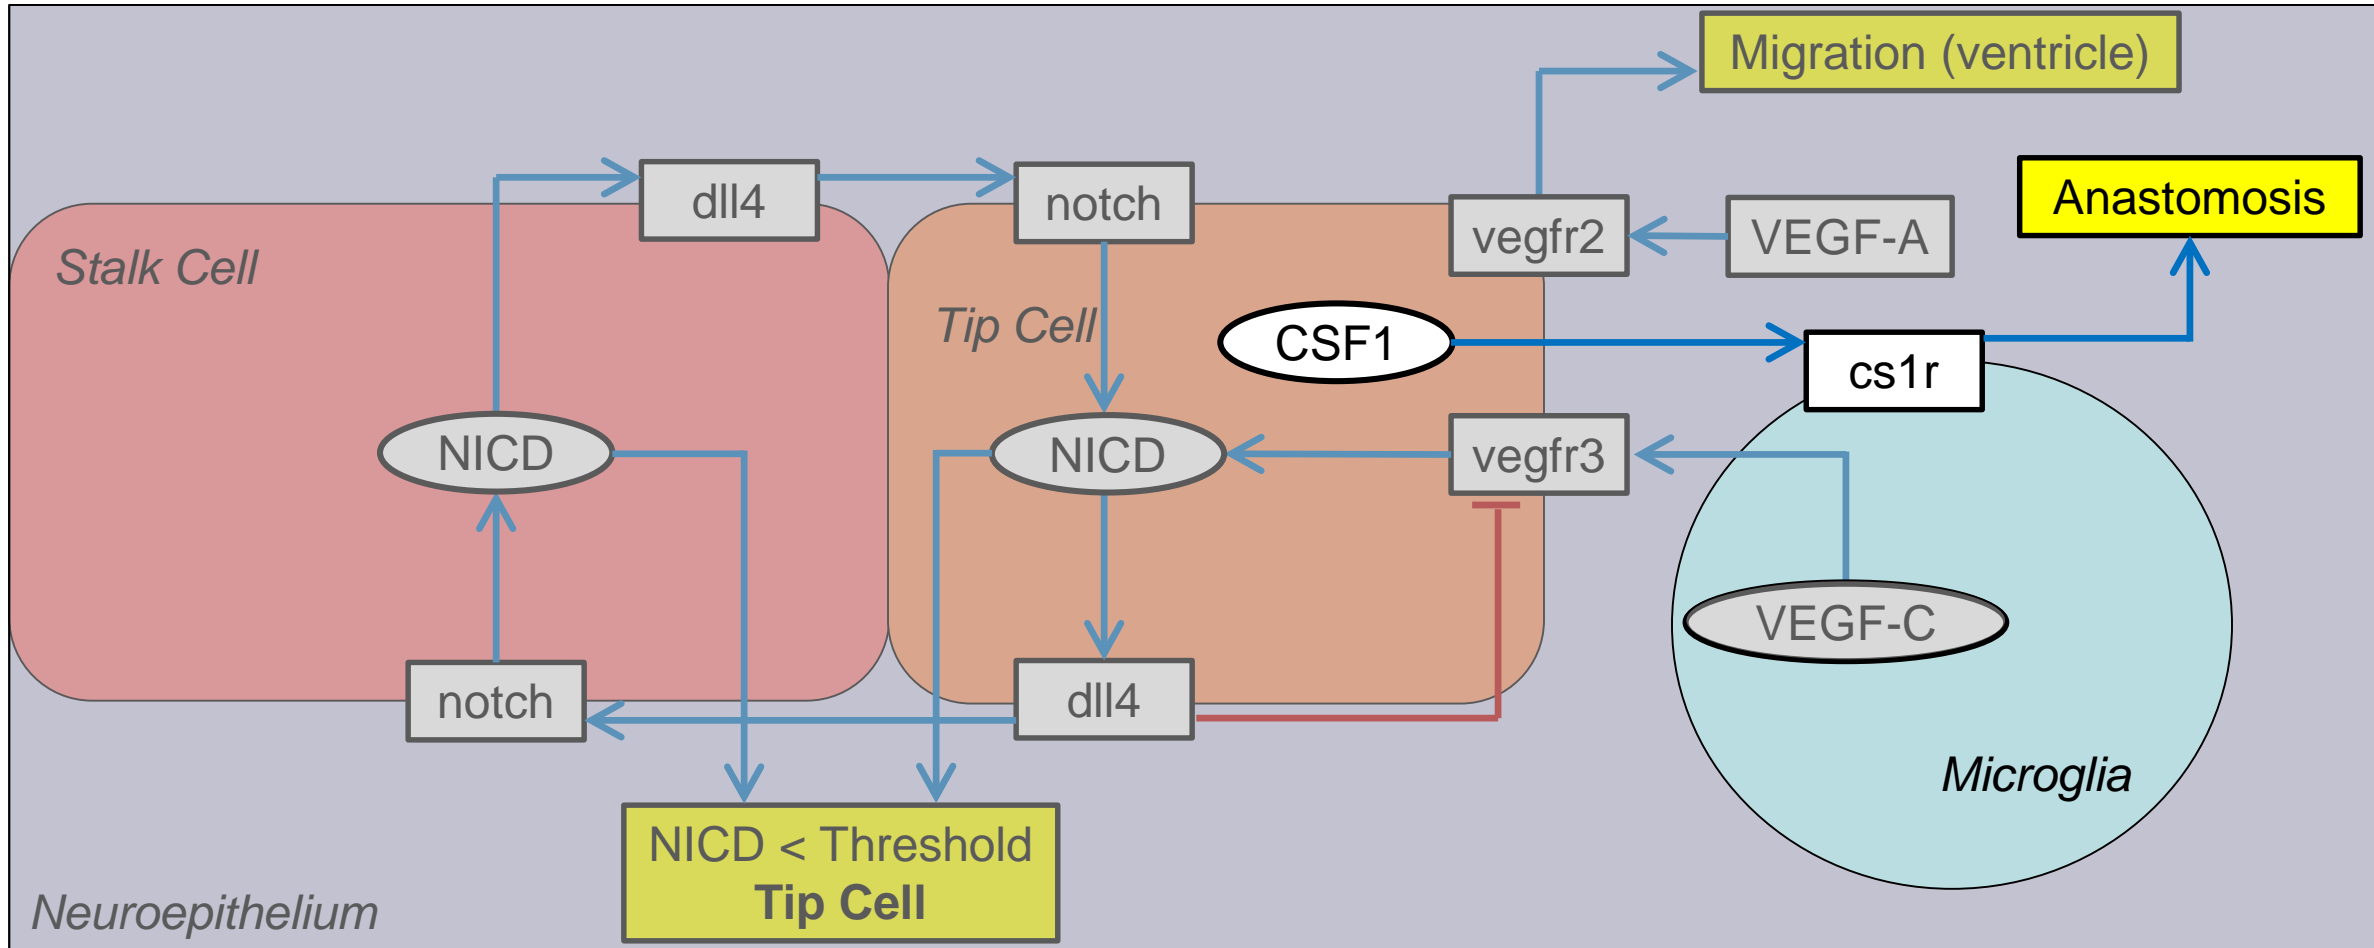 Migration (ventricle)
dll4
notch
Anastomosis
vegfr2
VEGF-A
Stalk Cell
Tip Cell
CSF1
cs1r
NICD
NICD
vegfr3
VEGF-C
notch
dll4
Microglia
NICD < Threshold
Tip Cell
Neuroepithelium